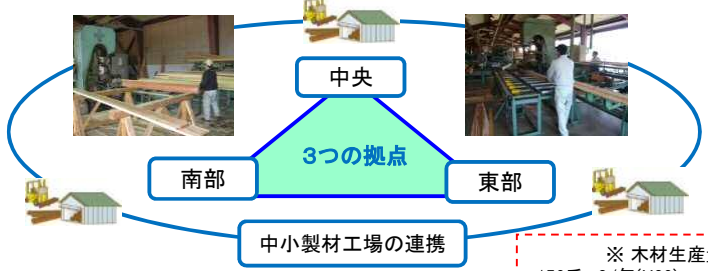 中央
3つの拠点
南部
東部
中小製材工場の連携
※ 木材生産